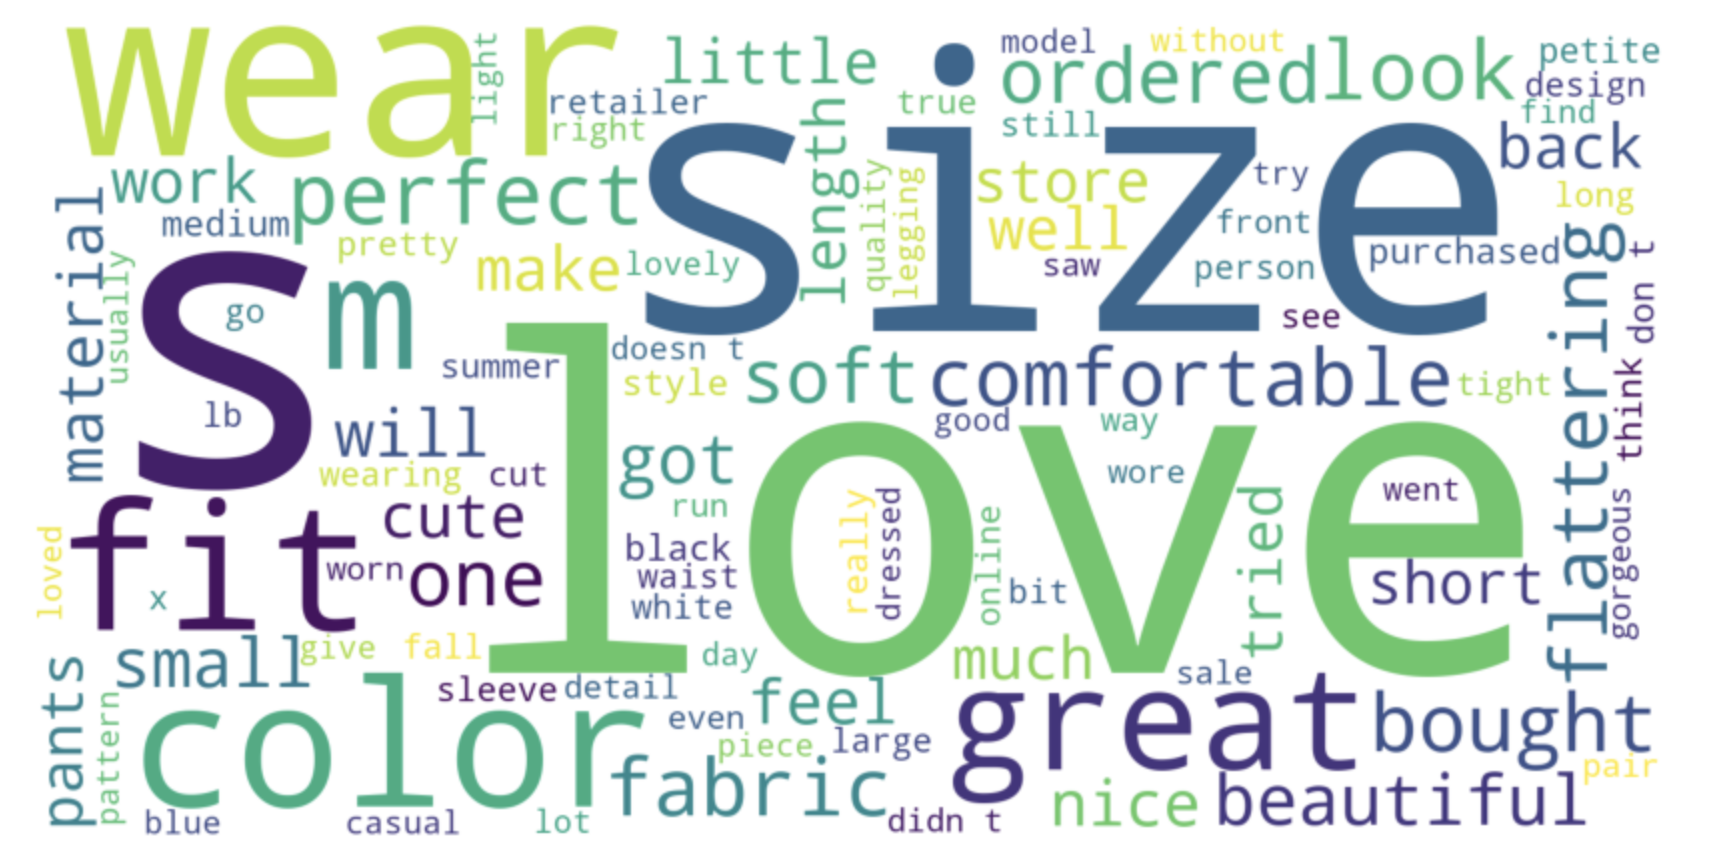 wear
light
little
retailer
right
true
model
without
ordered
look
petite
design
find
still
size
back
work
perfect
length
quality
legging
store
well
try
front
long
medium
pretty
make
lovely
saw
person
purchased
material
usually
s
go
m
see
flattering
don t
summer
doesn t
style
soft
comfortable
tight
think
lb
will
love
good
way
wearing
cut
got
wore
went
fit
cute
run
really
dressed
online
tried
gorgeous
loved
x
worn
one
black
waist
white
bit
short
small
give
fall
day
much
sale
pants
pattern
color
sleeve
detail
even
feel
piece
large
great
bought
pair
blue
casual
lot
fabric
didn t
nice
beautiful